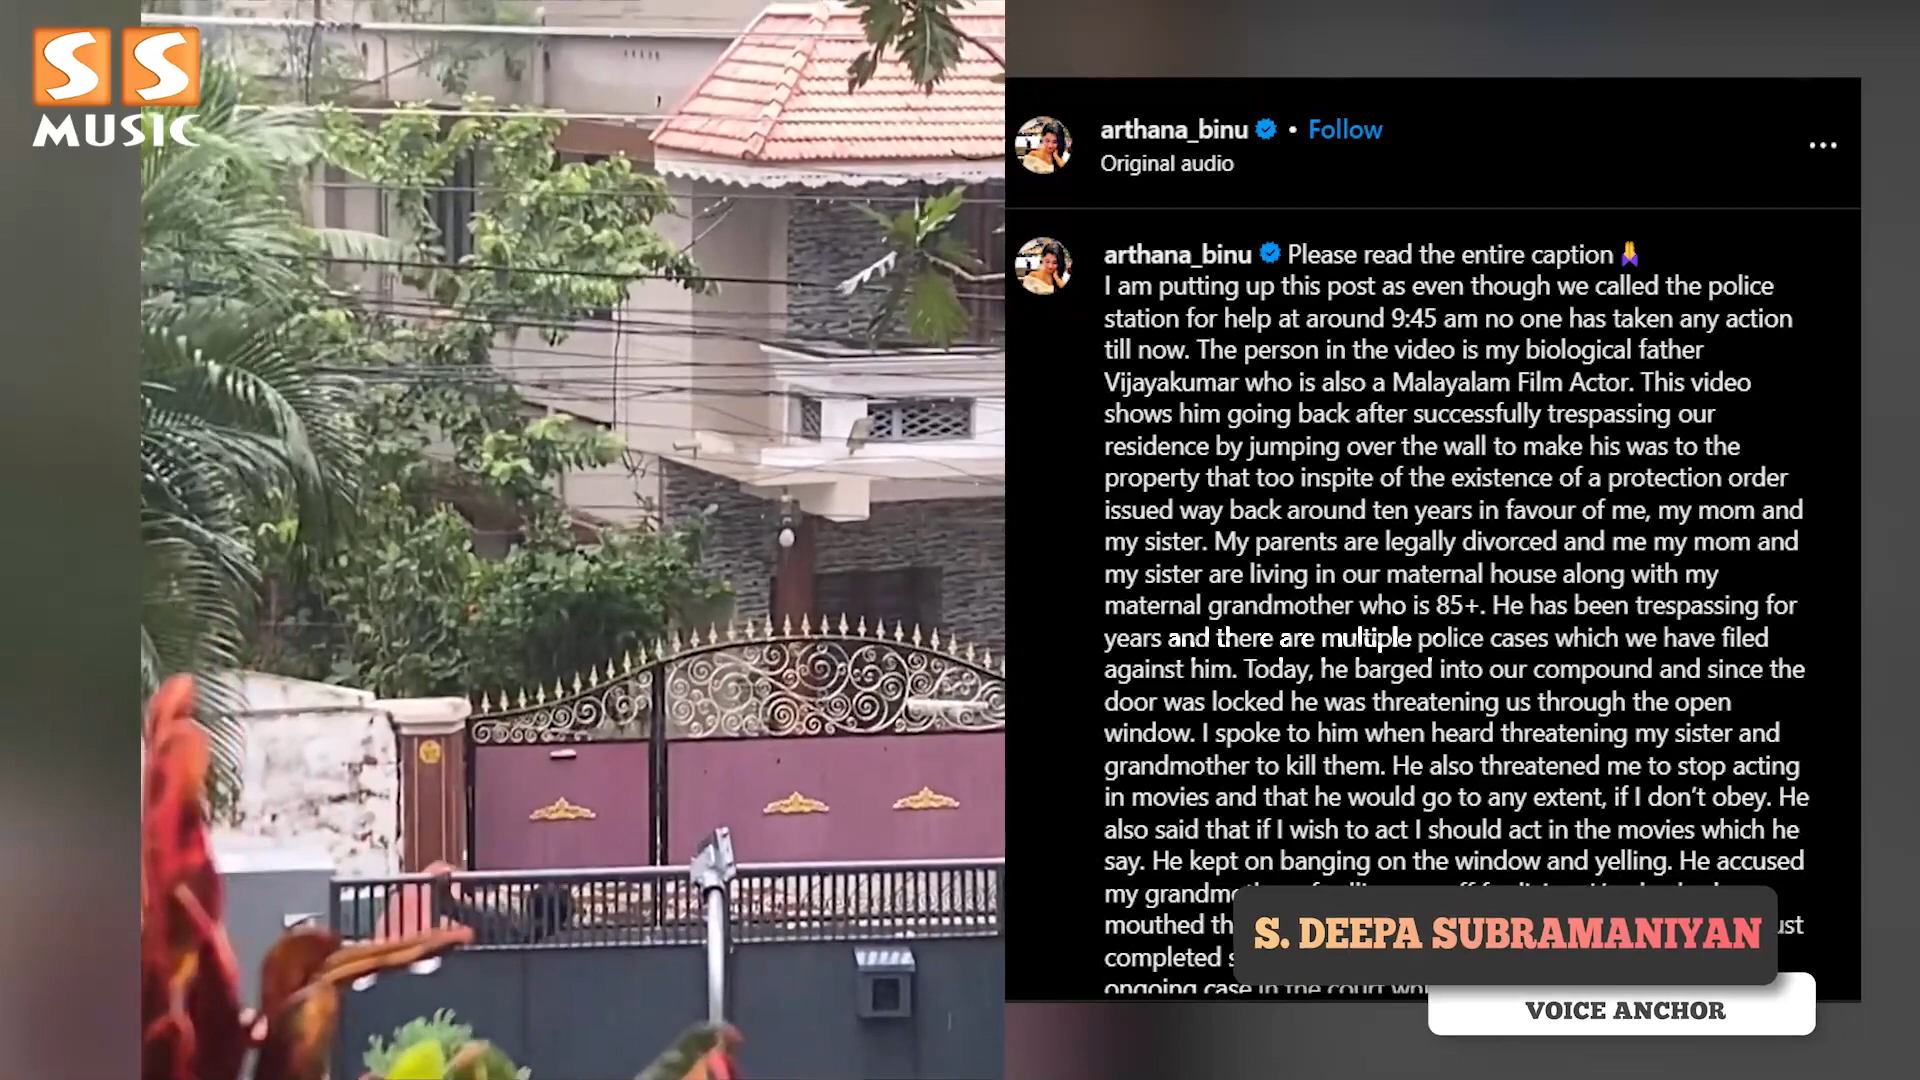 SS
MUSIC
arthana_binu • Follow
Original audio
...
arthana_binu Please read the entire caption🙏
I am putting up this post as even though we called the police
station for help at around 9:45 am no one has taken any action
till now. The person in the video is my biological father
Vijayakumar who is also a Malayalam Film Actor. This video
shows him going back after successfully trespassing our
residence by jumping over the wall to make his was to the
property that too inspite of the existence of a protection order
issued way back around ten years in favour of me, my mom and
my sister. My parents are legally divorced and me my mom and
my sister are living in our maternal house along with my
maternal grandmother who is 85+. He has been trespassing for
years and there are multiple police cases which we have filed
against him. Today, he barged into our compound and since the
door was locked he was threatening us through the open
window. I spoke to him when heard threatening my sister and
grandmother to kill them. He also threatened me to stop acting
in movies and that he would go to any extent, if I don’t obey. He
also said that if I wish to act I should act in the movies which he
say. He kept on banging on the window and yelling. He accused
my
mouthed
completed
ongoing case in the court
S. DEEPA SUBRAMANIYAN
VOICE ANCHOR